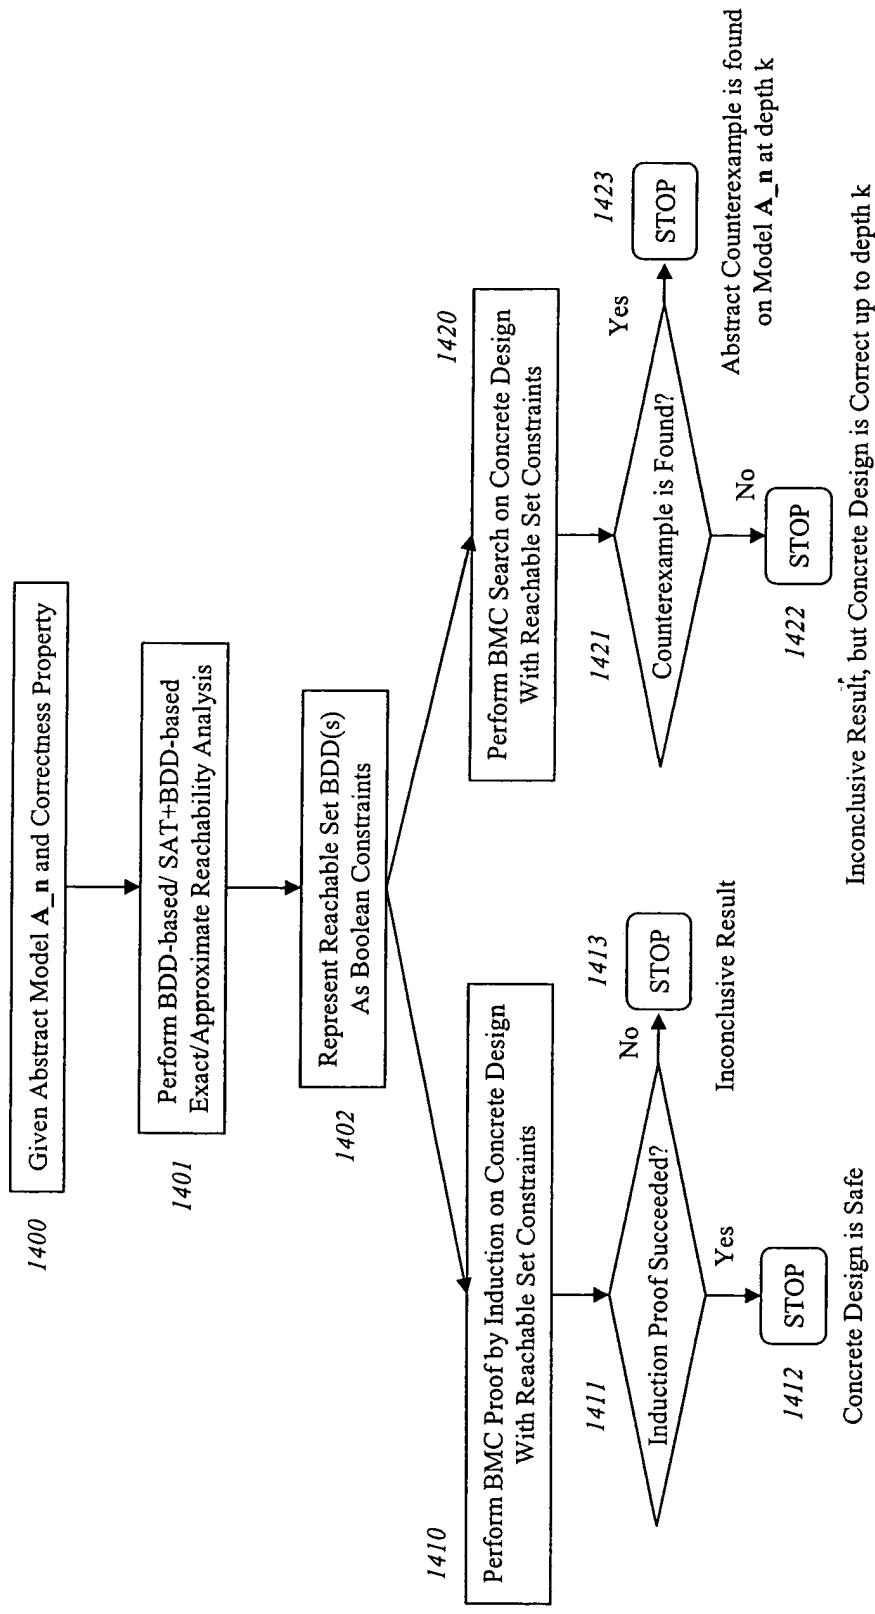 1400
Given Abstract Model A_n and Correctness Property
1401
Perform BDD-based/ SAT+BDD-based
Exact/Approximate Reachability Analysis
1402
Represent Reachable Set BDD(s)
As Boolean Constraints
1410
Perform BMC Proof by Induction on Concrete Design
With Reachable Set Constraints
1411
Induction Proof Succeeded?
No
1413
STOP
Inconclusive Result
Yes
1412
STOP
Concrete Design is Safe
1420
Perform BMC Search on Concrete Design
With Reachable Set Constraints
1421
Counterexample is Found?
Yes
1423
STOP
Abstract Counterexample is found
on Model A_n at depth k
No
1422
STOP
Inconclusive Result, but Concrete Design is Correct up to depth k